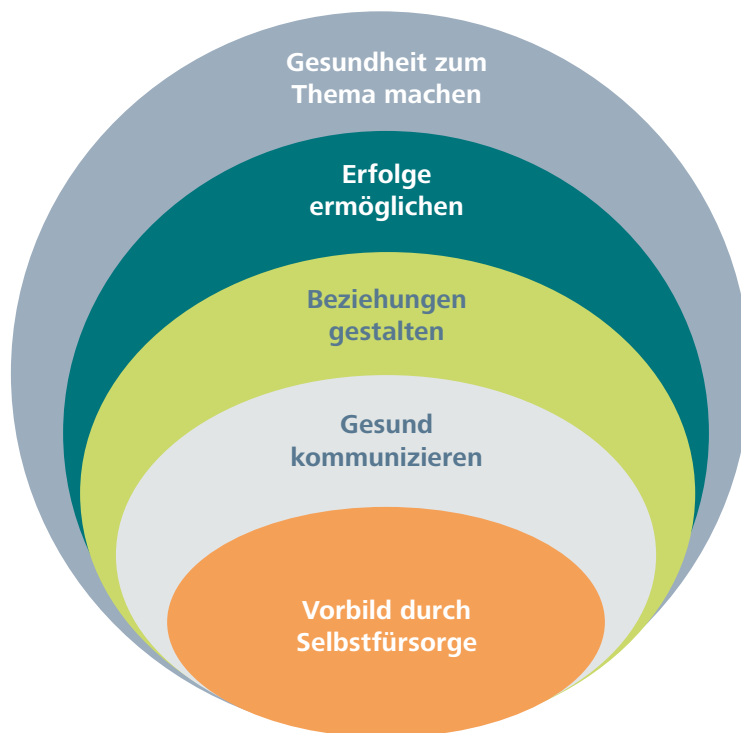 Gesundheit zum
Thema machen
Erfolge
ermöglichen
Beziehungen
gestalten
Gesund
kommunizieren
Vorbild durch
Selbstfürsorge